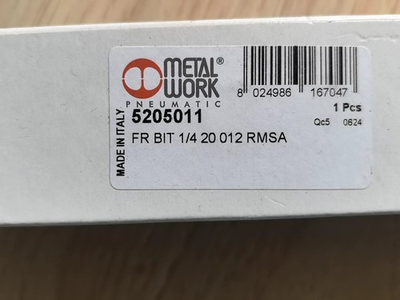 METAL
WORK
PNEUMATIC
8 024986 167047
5205011
1 Pcs
Qc5 0624
FR BIT 1/4 20 012 RMSA
MADE IN ITALY